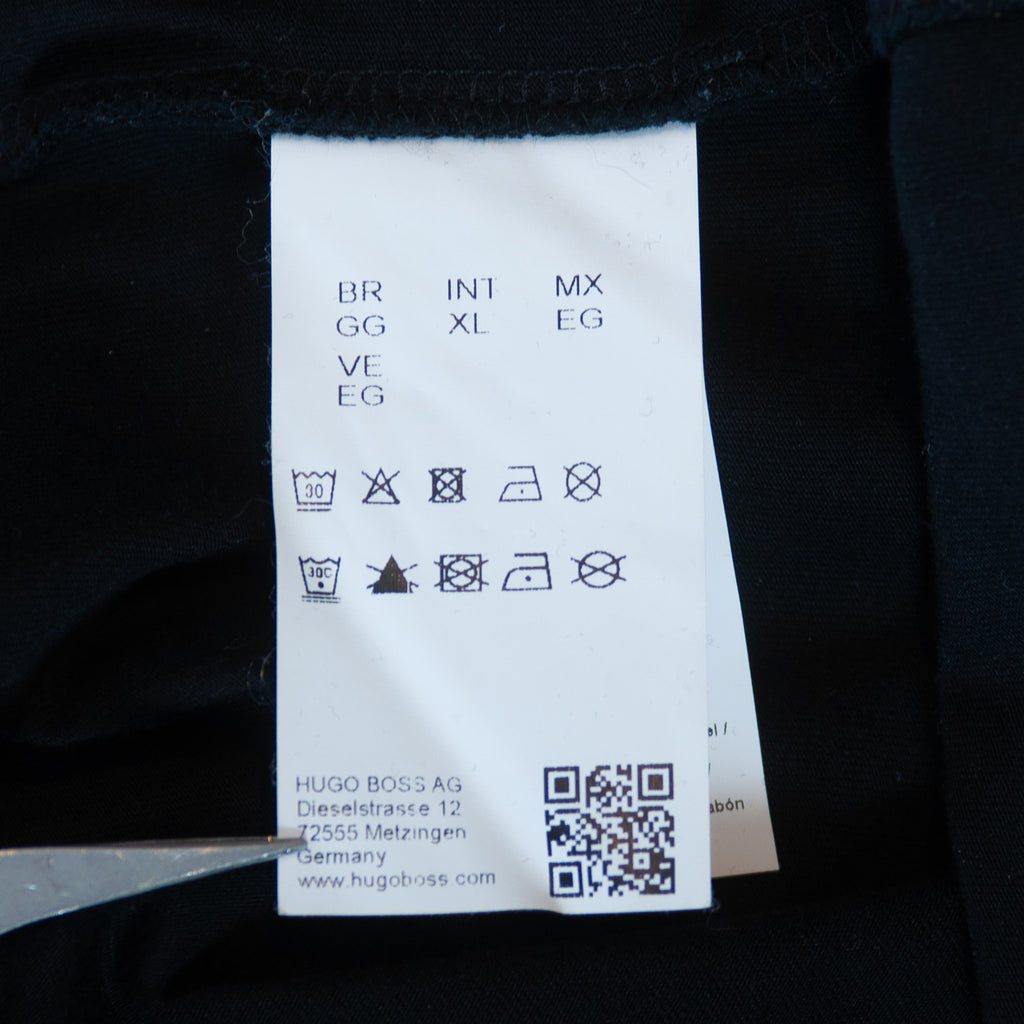 BR INT MX
GG XL EG
VE
EG
30
30C
HUGO BOSS AG
Dieselstrasse 12
72555 Metzingen
Germany
www.hugoboss.com
el /
/
abón